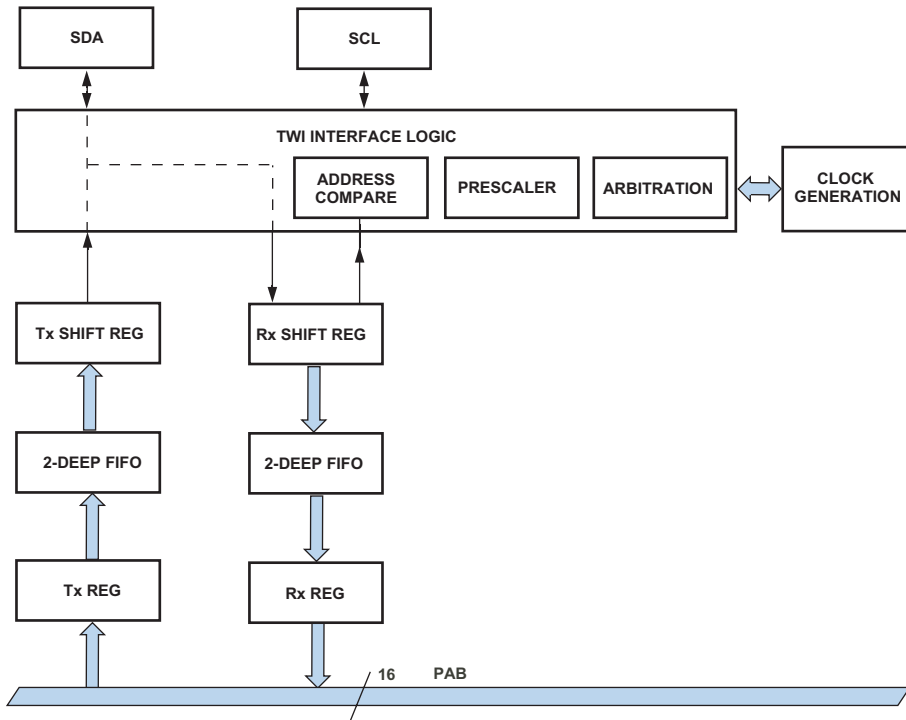 SDA
SCL
TWI INTERFACE LOGIC
ADDRESS
COMPARE
PRESCALER
ARBITRATION
CLOCK
GENERATION
Tx SHIFT REG
Rx SHIFT REG
2-DEEP FIFO
2-DEEP FIFO
Tx REG
Rx REG
16
PAB